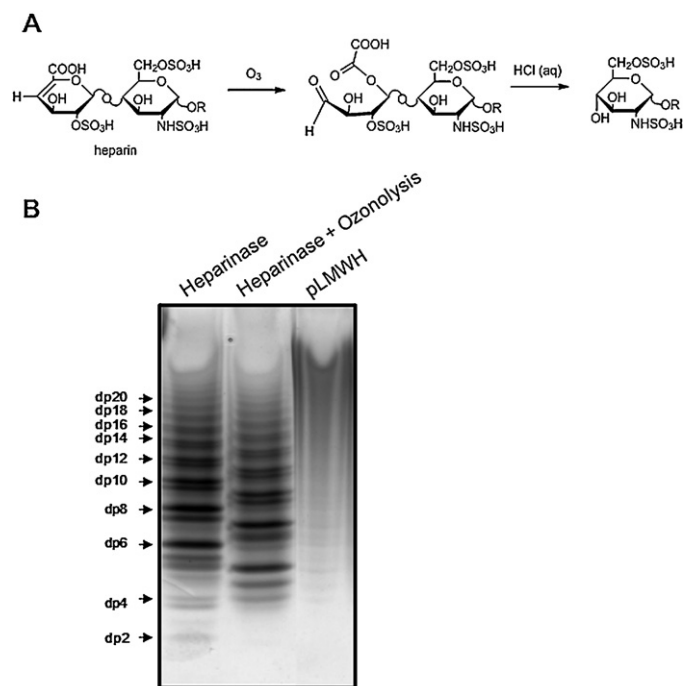 A
COOH
H
OH
O
OSO₃H
CH₂OSO₃H
O
OH
O
OR
NHSO₃H
heparin
O₃
COOH
O
O
O
H
OH
OSO₃H
O
CH₂OSO₃H
O
OH
OR
NHSO₃H
HCl (aq)
CH₂OSO₃H
O
OH
OH
OR
NHSO₃H
B
Heparinase
Heparinase + Ozonolysis
pLMWH
dp20
dp18
dp16
dp14
dp12
dp10
dp8
dp6
dp4
dp2